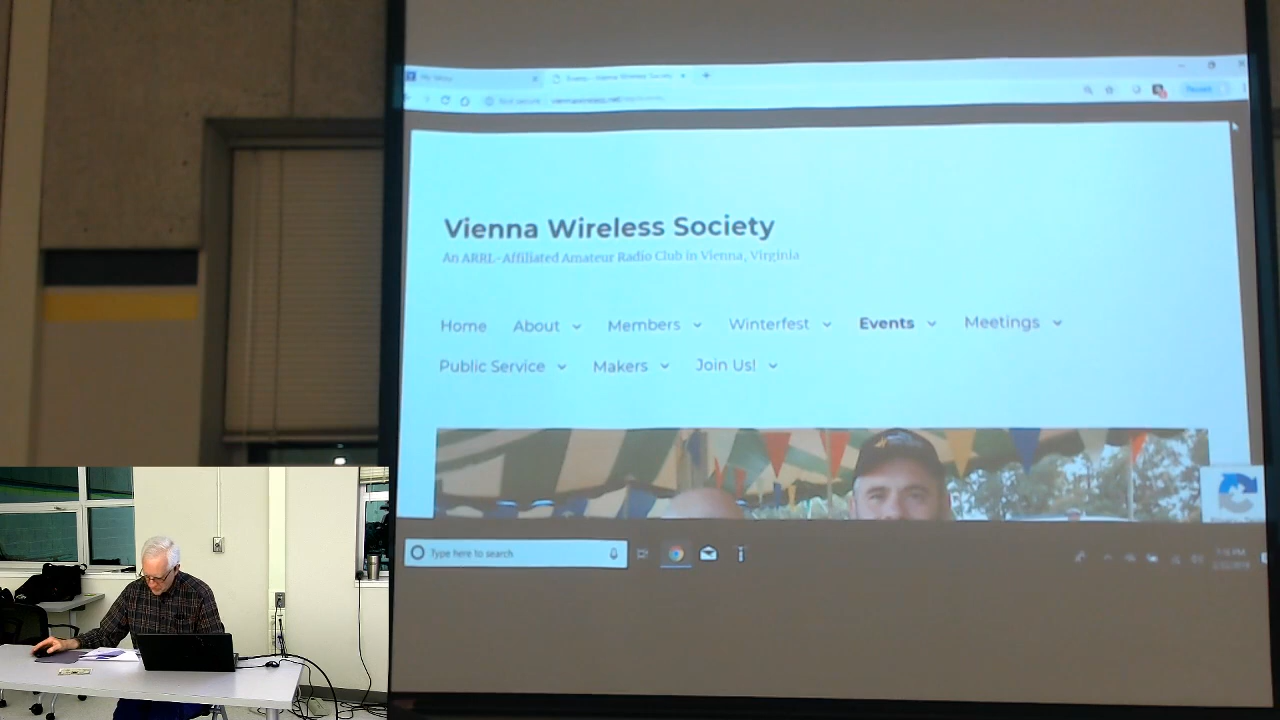 Vienna Wireless Society
An ARRL-Affiliated Amateur Radio Club in Vienna, Virginia
Home About Members Winterfest Events Meetings
Public Service Makers Join Us!
Type here to search